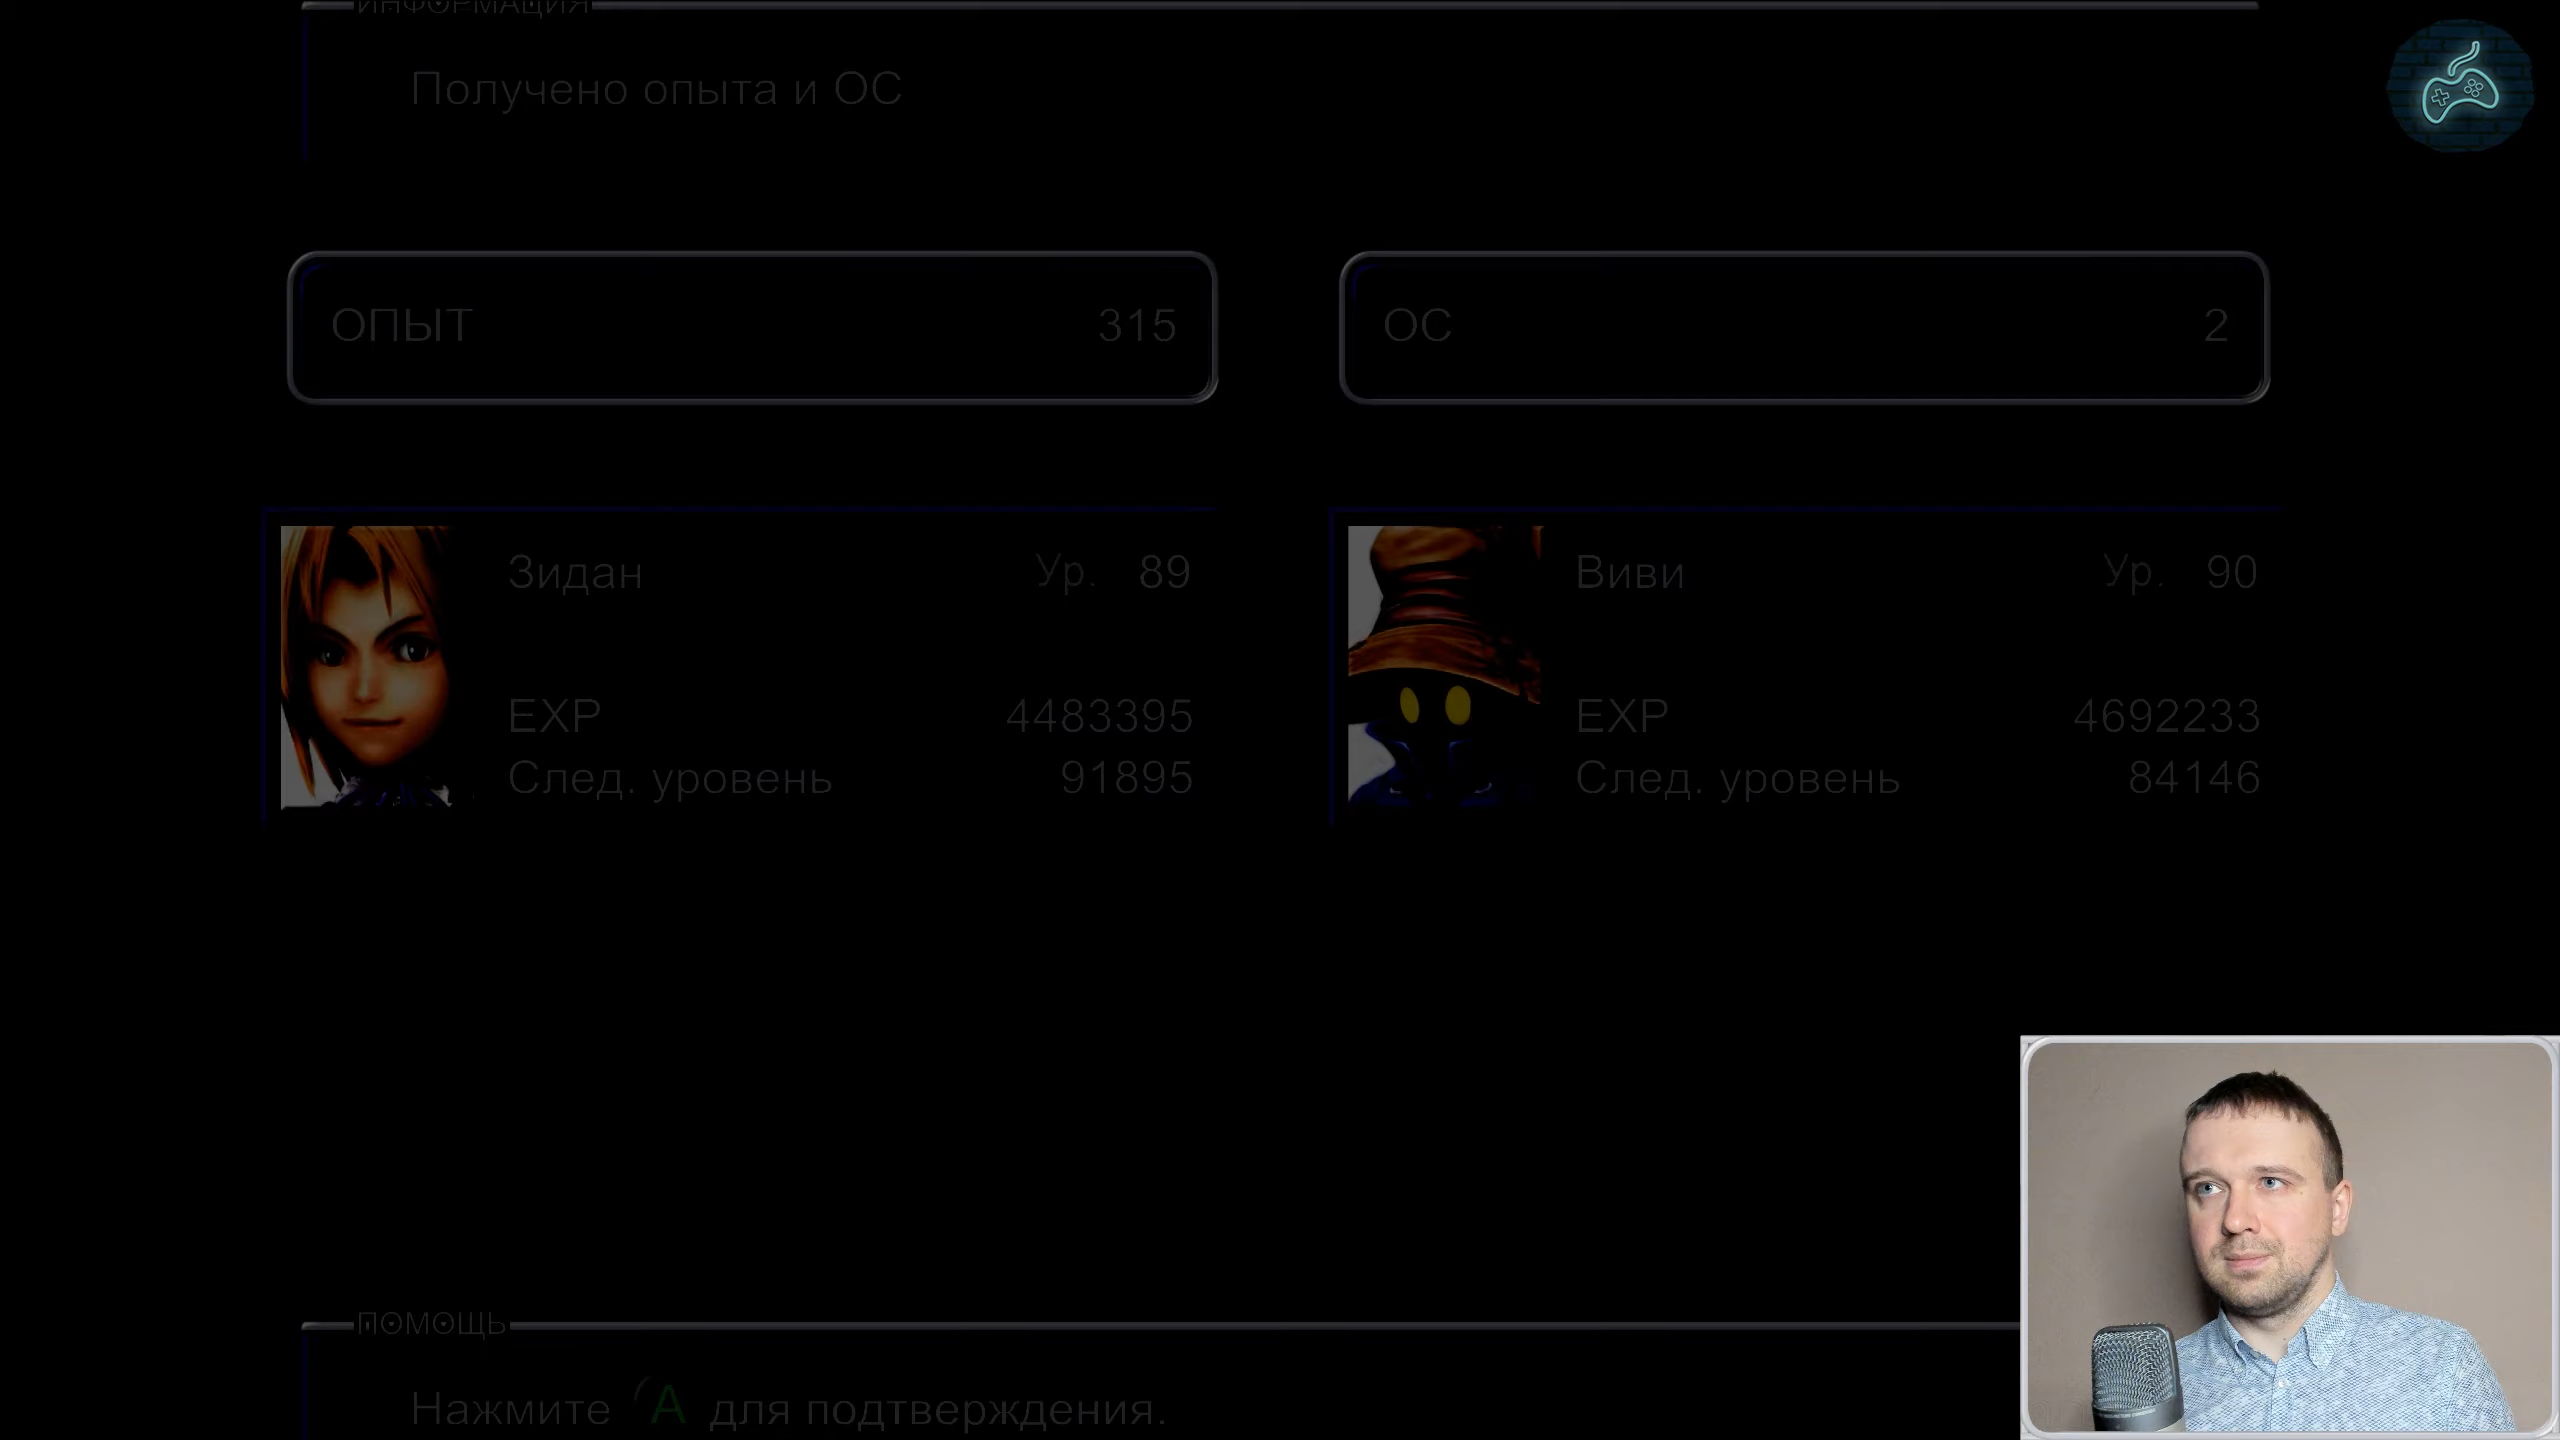 ИНФОРМАЦИЯ
Получено опыта и ОС
ОПЫТ 315
ОС 2
Зидан Ур. 89
EXP 4483395
След. уровень 91895
Виви Ур. 90
EXP 4692233
След. уровень 84146
ПОМОЩЬ
Нажмите A для подтверждения.